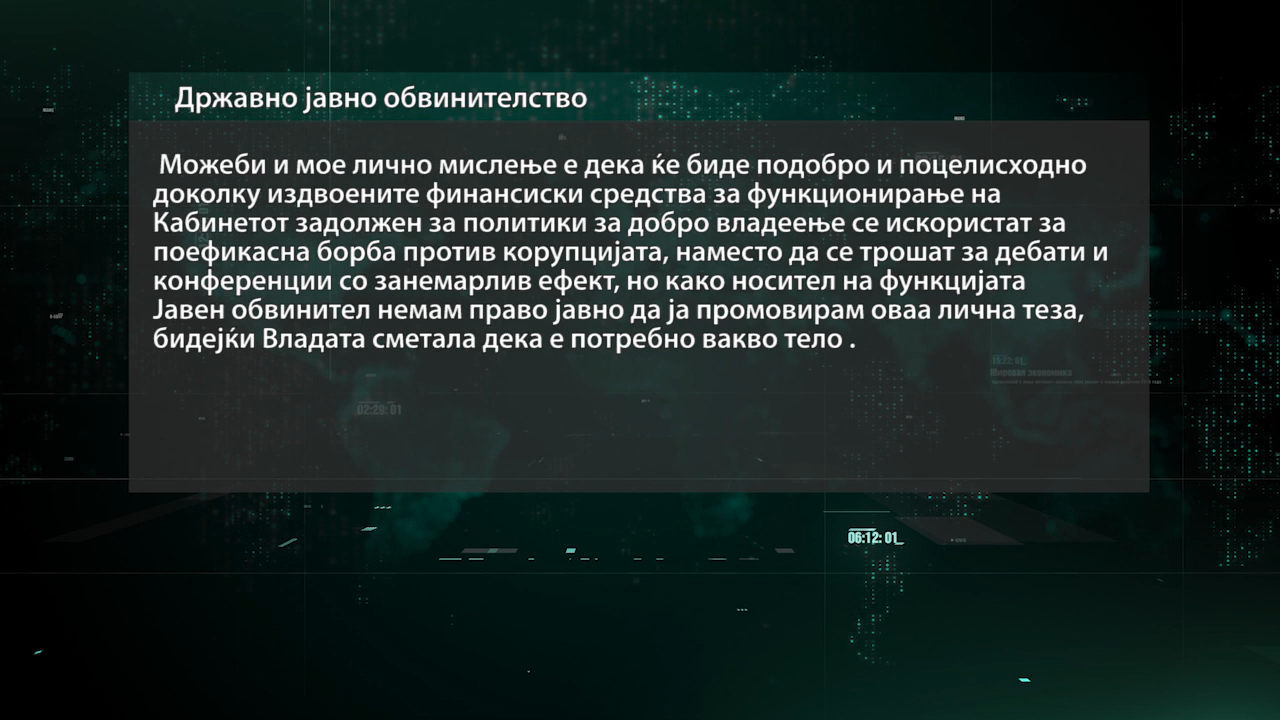 Државно јавно обвинителство
Можеби и мое лично мислење е дека ќе биде подобро и поцелисходно
доколку издвоените финансиски средства за функционирање на
Кабинетот задолжен за политики за добро владеење се искористат за
поефикасна борба против корупцијата, наместо да се трошат за дебати и
конференции со занемарлив ефект, но како носител на функцијата
Јавен обвинител немам право јавно да ја промовирам оваа лична теза,
бидејќи Владата сметала дека е потребно вакво тело .
Мировая экономика
02:29: 01
06:12: 01_